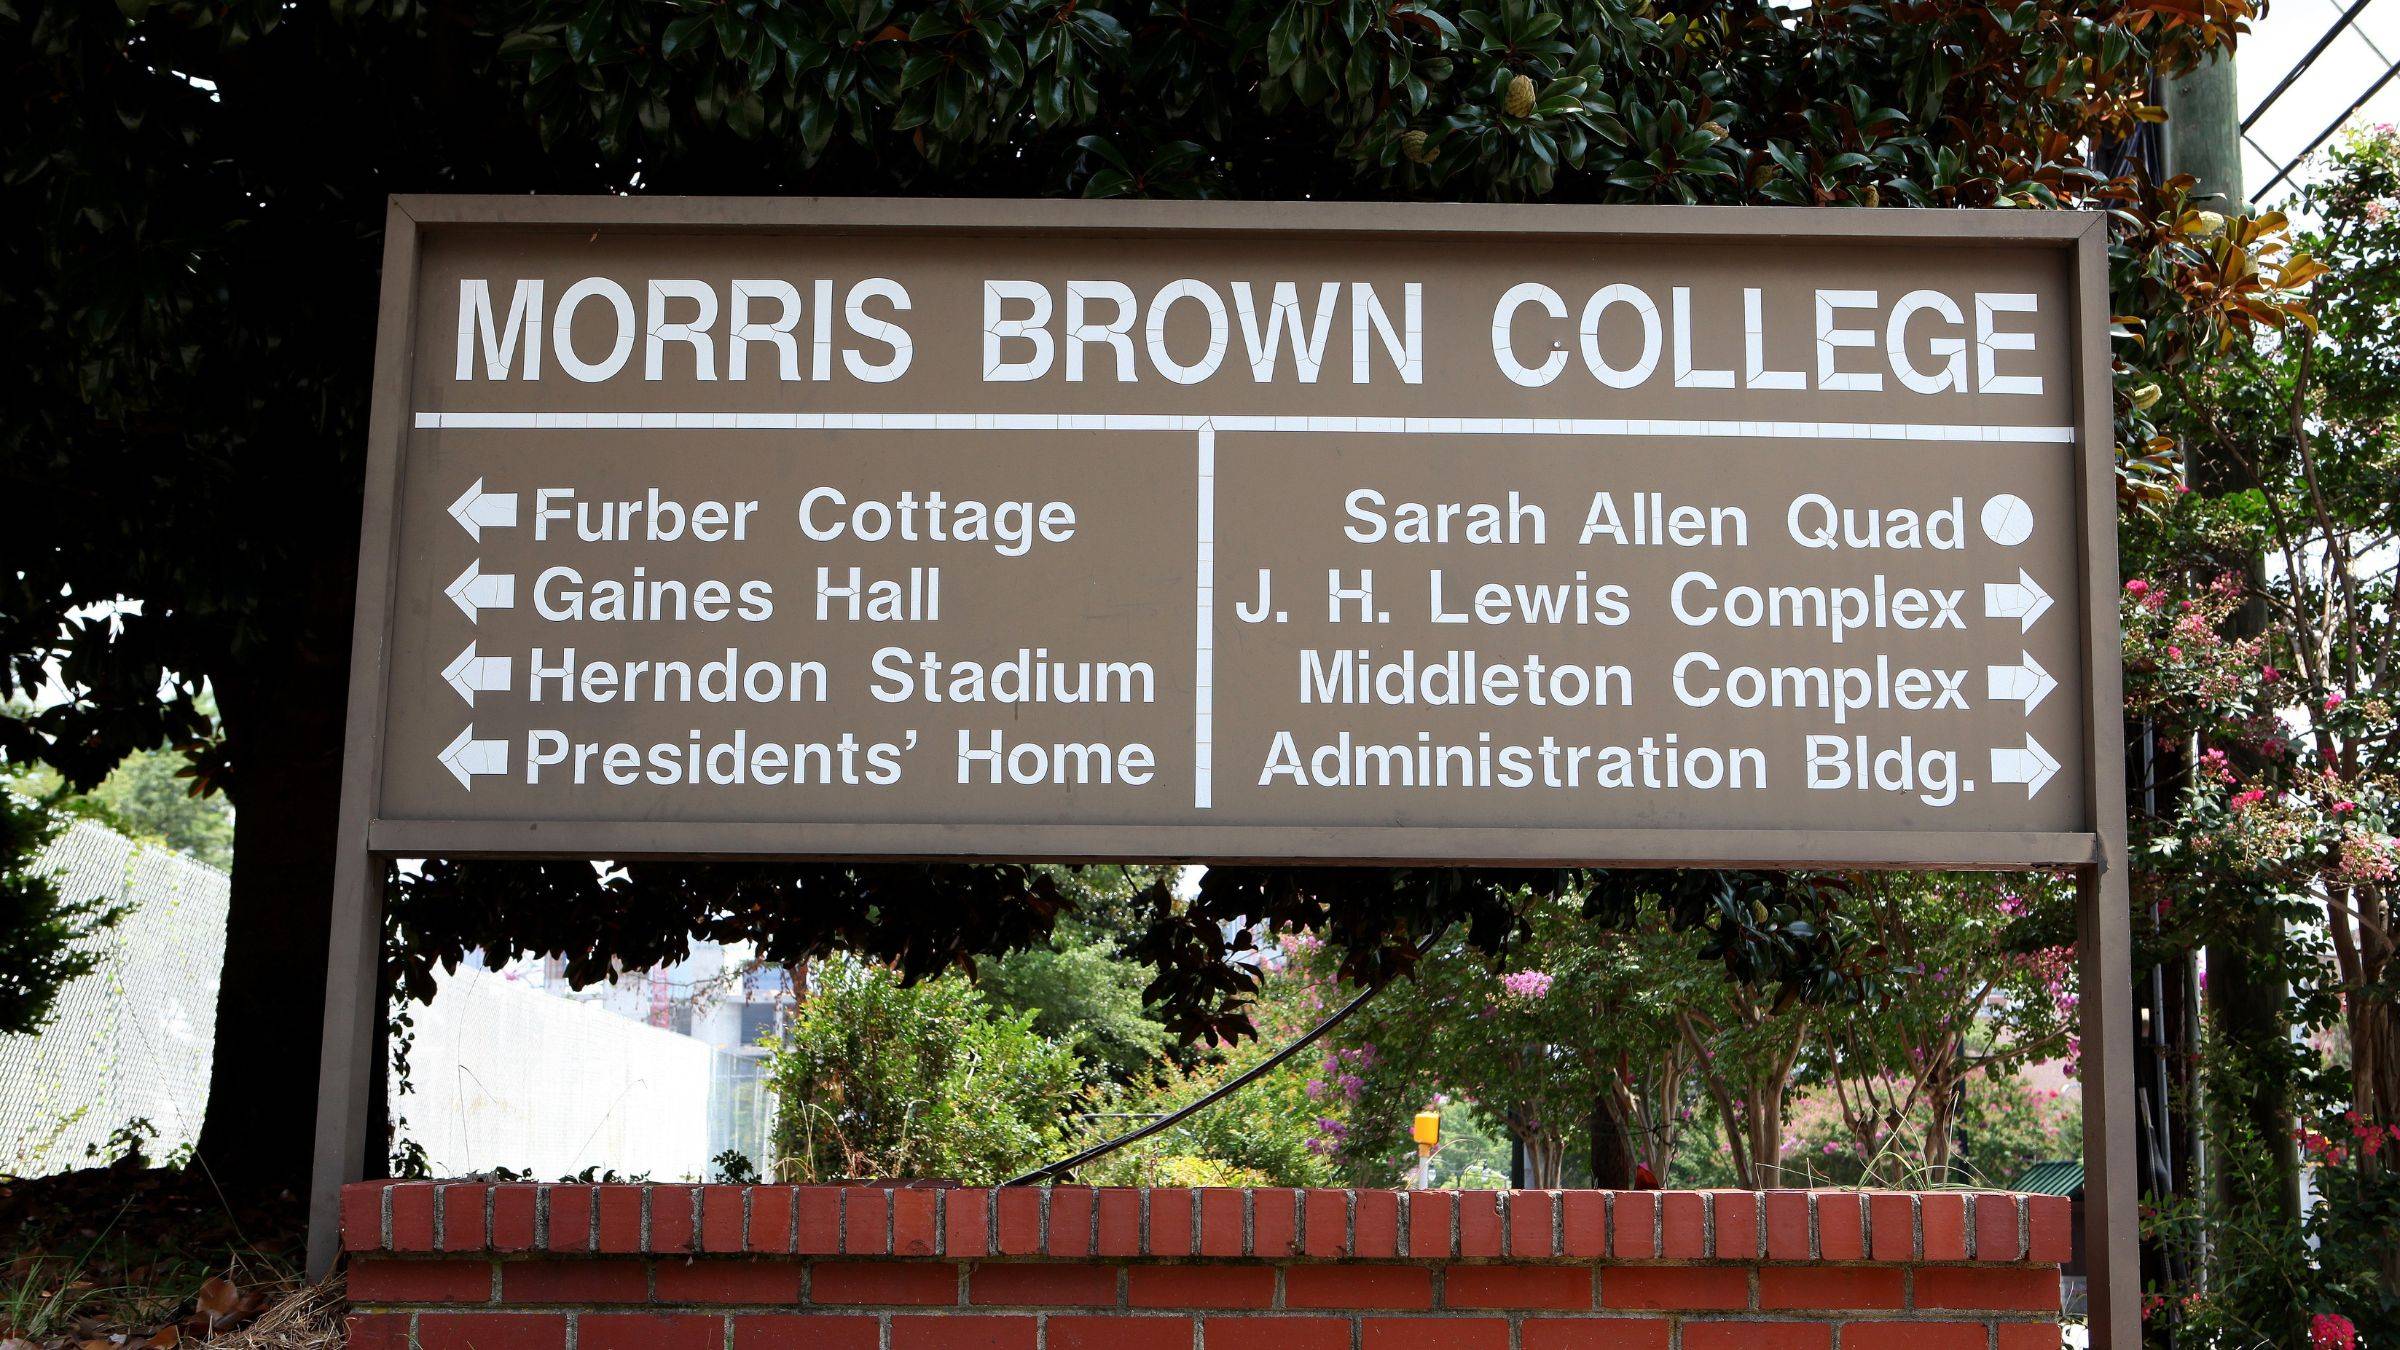 MORRIS BROWN COLLEGE
Furber Cottage
Gaines Hall
Herndon Stadium
Presidents’ Home
Sarah Allen Quad
J. H. Lewis Complex
Middleton Complex
Administration Bldg.